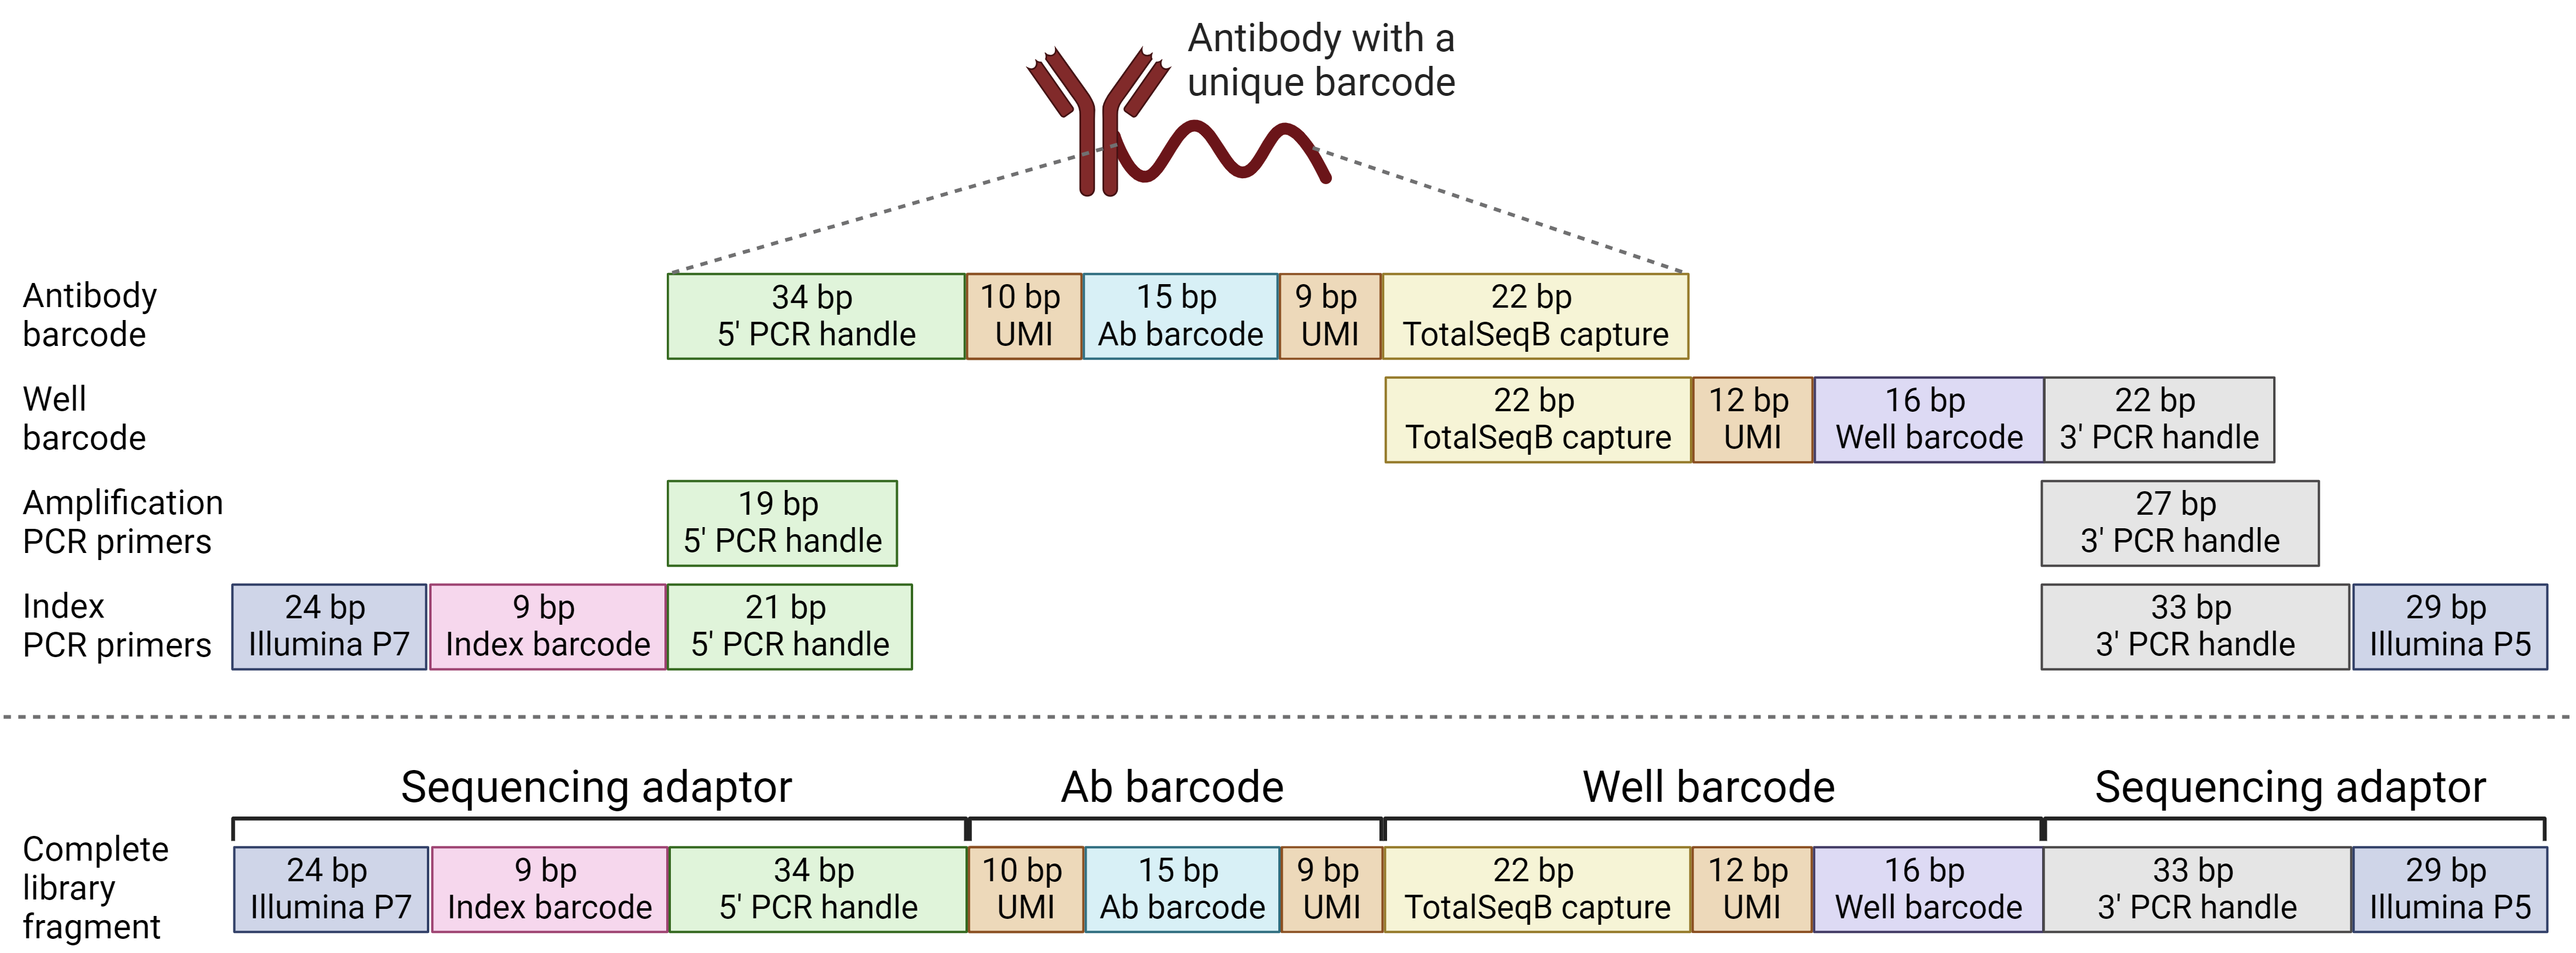 Antibody with a
unique barcode
Antibody
barcode
34 bp
5' PCR handle
10 bp
UMI
15 bp
Ab barcode
9 bp
UMI
22 bp
TotalSeqB capture
Well
barcode
22 bp
TotalSeqB capture
12 bp
UMI
16 bp
Well barcode
22 bp
3' PCR handle
Amplification
PCR primers
19 bp
5' PCR handle
27 bp
3' PCR handle
Index
PCR primers
24 bp
Illumina P7
9 bp
Index barcode
21 bp
5' PCR handle
33 bp
3' PCR handle
29 bp
Illumina P5
Sequencing adaptor
Ab barcode
Well barcode
Sequencing adaptor
Complete
library
fragment
24 bp
Illumina P7
9 bp
Index barcode
34 bp
5' PCR handle
10 bp
UMI
15 bp
Ab barcode
9 bp
UMI
22 bp
TotalSeqB capture
12 bp
UMI
16 bp
Well barcode
33 bp
3' PCR handle
29 bp
Illumina P5